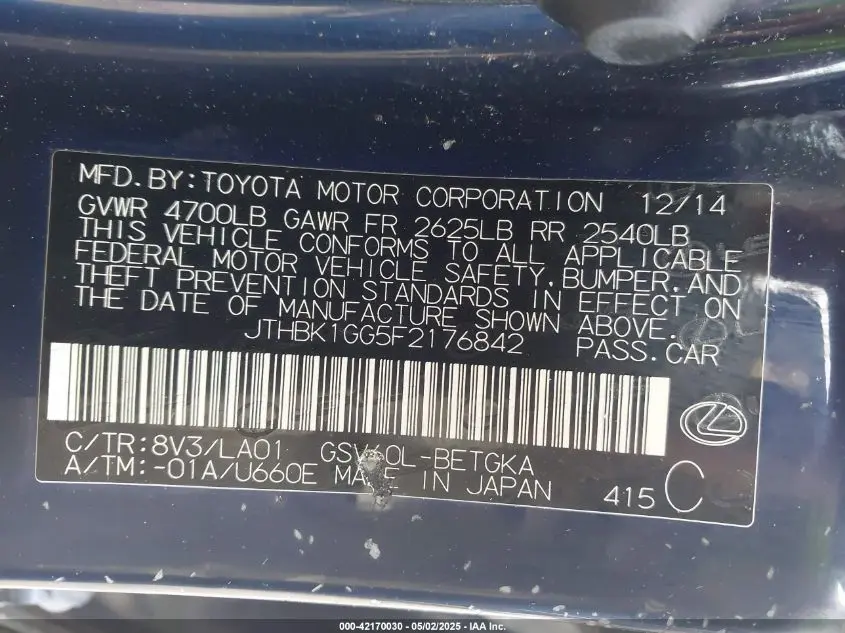 MFD.BY:TOYOTA MOTOR CORPORATION 12/14
GVWR 4700LB GAWR FR 2625LB RR 2540LB
THIS VEHICLE CONFORMS TO ALL APPLICABLE
FEDERAL MOTOR VEHICLE SAFETY,BUMPER,AND
THEFT PREVENTION STANDARDS IN EFFECT ON
THE DATE OF MANUFACTURE SHOWN ABOVE.
JTHBK1GG5F2176842 PASS.CAR
C/TR:8V3/LA01 GSV60L-BETGKA
A/TM:-01A/U660E MADE IN JAPAN 415 C
000-42170030 - 05/02/2025 - IAA Inc.